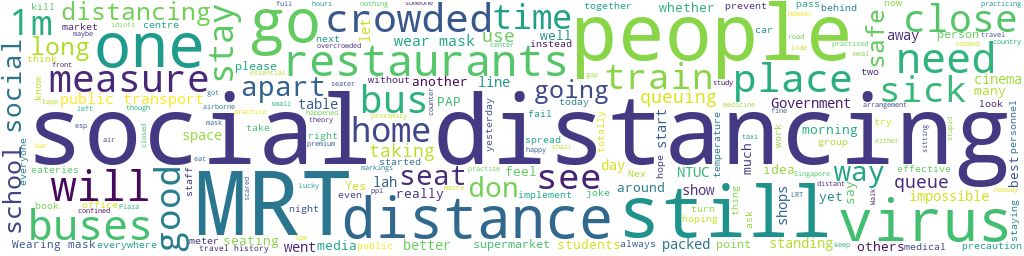 social distancing
people
MRT
distance
still
virus
one
go
crowded
restaurants
bus
buses
will
time
place
train
need
close
sick
see
home
seat
don
way
good
measure
1m
distancing
stay
school social
long
apart
going
safe
queuing
taking
use
wear mask
public transport
space
table
line
another
PAP
queue
morning
idea
Government
group
impossible
NTUC
Nex
show
day
shops
yet
say
others
medical
standing
packed
point
students
supermarket
better
media
went
seating
night
Wearing mask
everywhere
meter
travel history
office
book
eateries
Yes
lah
really
feel
practise
implement
joke
around
always
hoping
turn
ask
thing
much
temperature
work
try
either
effective
look
many
cinema
person
away
now
whether
together
please
next
let
think
kill
market
centre
maybe
idiots
full
hours
nothing
someone
overcrowded
center
well
instead
prevent
car
pass
behind
road
side
practicing
travel
country
two
start
hope
today
fail
spread
yesterday
counter
happy
chair
totally
gap
study
medicine
taxi
LRT
Singapore
distant
Walk
keep
nobody
stupid
sitting
arrangement
best
personnel
staying
precaution
everyone
know
front
tape
left
though
airborne
mask
practice
essential
small
without
proximity
right
theory
premium
seater
started
markings
even
ppl
metre
public
scared
Lucky
Plaza
confined
closed
air
esp
bar
got
staff
eat
take
happened
practised
meal
looked